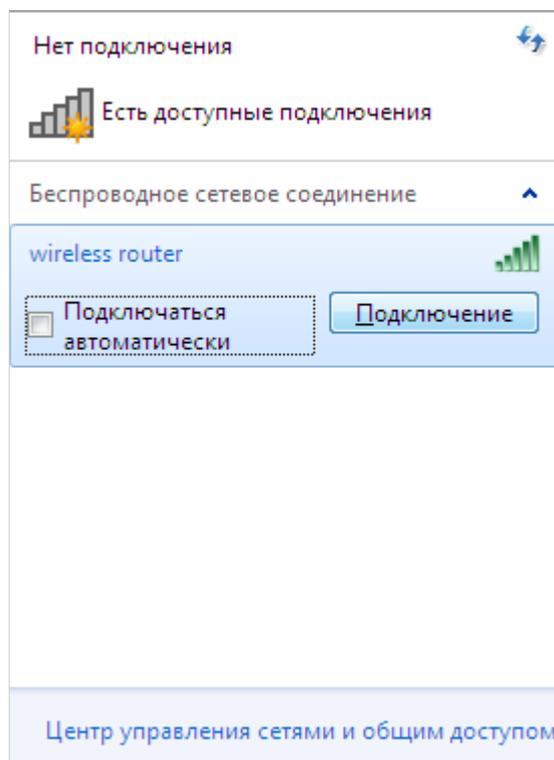 Нет подключения
Есть доступные подключения
Беспроводное сетевое соединение
wireless router
Подключаться
автоматически
Подключение
Центр управления сетями и общим доступом